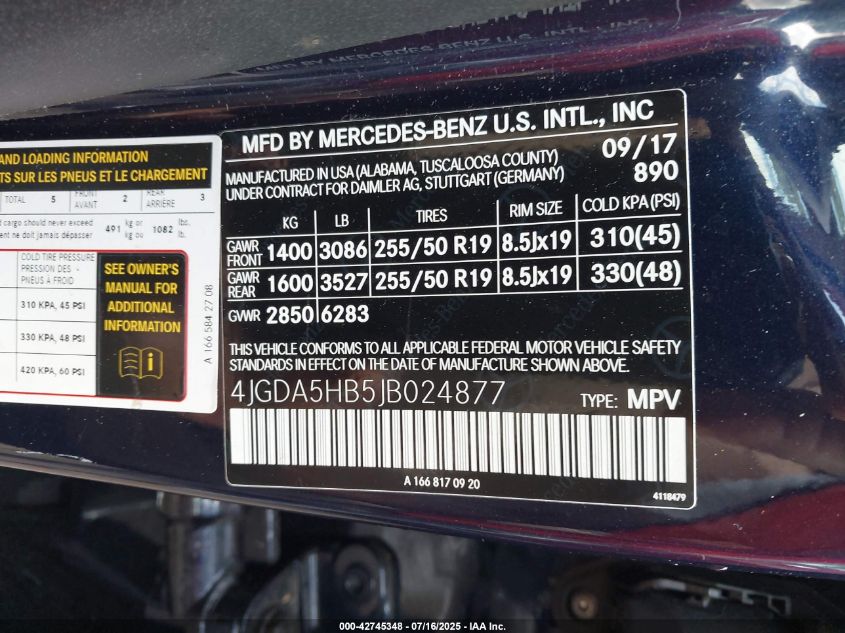 AND LOADING INFORMATION
TS SUR LES PNEUS ET LE CHARGEMENT
TOTAL 5 FRONT AVANT 2 REAR ARRIÈRE 3
cargo should never exceed
ent ne doit jamais dépasser
491 kg or kg ou 1082 lbs. lb.
COLD TIRE PRESSURE
PRESSION DES
PNEUS À FROID
310 KPA, 45 PSI
330 KPA, 48 PSI
420 KPA, 60 PSI
SEE OWNER'S
MANUAL FOR
ADDITIONAL
INFORMATION
A 166 584 27 08
MFD BY MERCEDES-BENZ U.S. INTL., INC
MANUFACTURED IN USA (ALABAMA, TUSCALOOSA COUNTY) 09/17
UNDER CONTRACT FOR DAIMLER AG, STUTTGART (GERMANY) 890
KG LB TIRES RIM SIZE COLD KPA (PSI)
GAWR FRONT 1400 3086 255/50 R19 8.5Jx19 310(45)
GAWR REAR 1600 3527 255/50 R19 8.5Jx19 330(48)
GVWR 2850 6283
THIS VEHICLE CONFORMS TO ALL APPLICABLE FEDERAL MOTOR VEHICLE SAFETY
STANDARDS IN EFFECT ON THE DATE OF MANUFACTURE SHOWN ABOVE.
4JGDA5HB5JB024877 TYPE: MPV
A 166 817 09 20
4118479
000-42745348 - 07/16/2025 - IAA Inc.